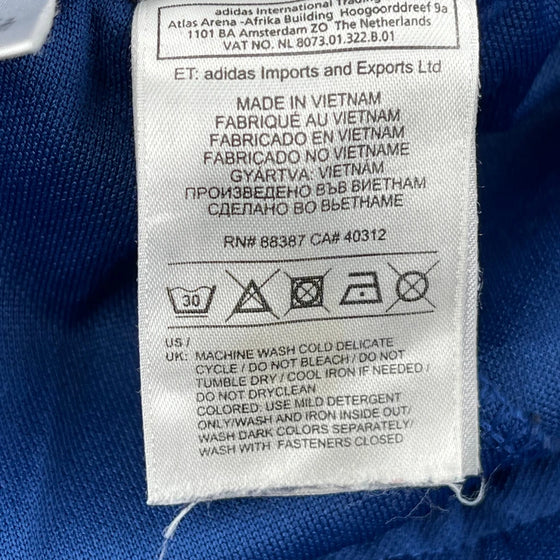 adidas International Trading
Atlas Arena -Afrika Building Hoogoorddreef 9a
1101 BA Amsterdam ZO The Netherlands
VAT NO. NL 8073.01.322.B.01
ET: adidas Imports and Exports Ltd
MADE IN VIETNAM
FABRIQUÉ AU VIETNAM
FABRICADO EN VIETNAM
FABRICADO NO VIETNAME
GYÁRTVA: VIETNAM
ПРОИЗВЕДЕНО ВЪВ ВИЕТНАМ
СДЕЛАНО ВО ВЬЕТНАМЕ
RN# 88387 CA# 40312
30
US /
UK: MACHINE WASH COLD DELICATE
CYCLE / DO NOT BLEACH / DO NOT
TUMBLE DRY / COOL IRON IF NEEDED /
DO NOT DRYCLEAN
COLORED: USE MILD DETERGENT
ONLY/WASH AND IRON INSIDE OUT/
WASH DARK COLORS SEPARATELY/
WASH WITH FASTENERS CLOSED